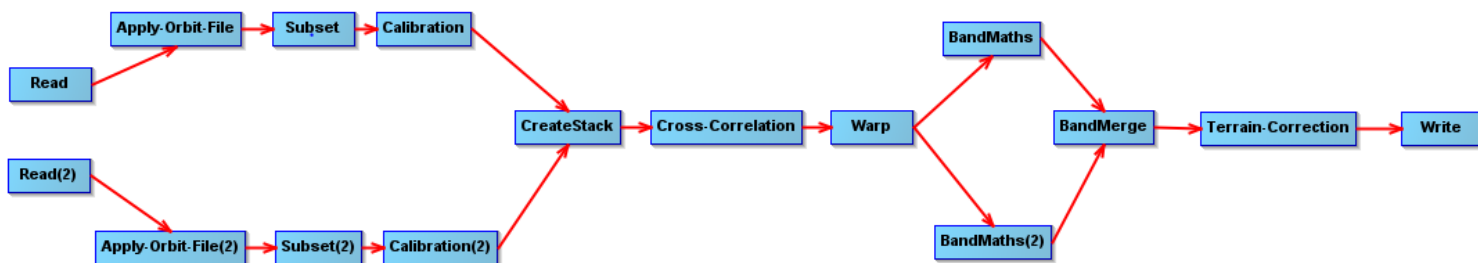 Read
Apply-Orbit-File
Subset
Calibration
Read(2)
Apply-Orbit-File(2)
Subset(2)
Calibration(2)
CreateStack
Cross-Correlation
Warp
BandMaths
BandMaths(2)
BandMerge
Terrain-Correction
Write